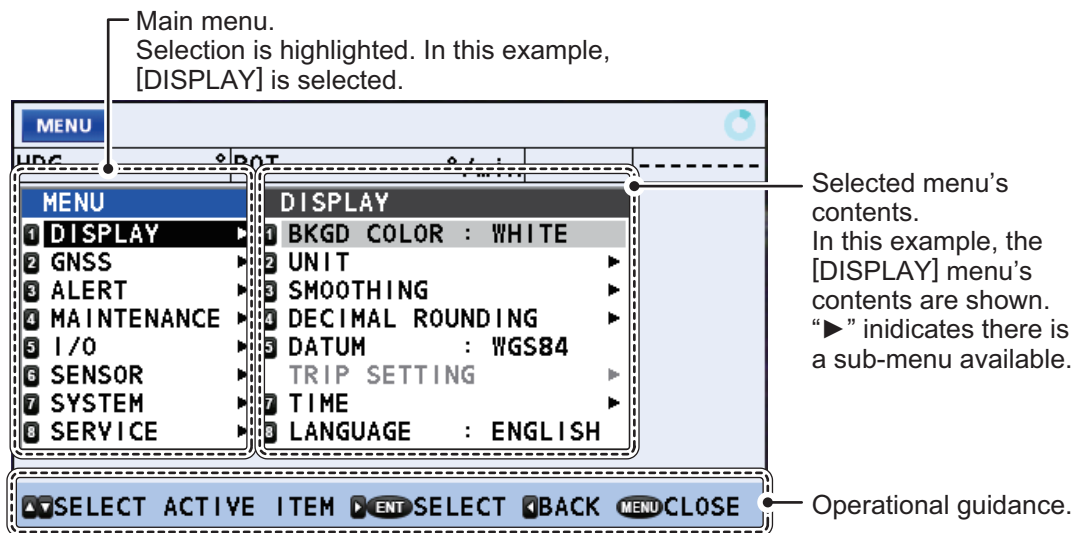 Main menu.
Selection is highlighted. In this example,
[DISPLAY] is selected.
MENU
HDG ° ROT °/min
MENU
1 DISPLAY ►
2 GNSS ►
3 ALERT ►
4 MAINTENANCE ►
5 I/O ►
6 SENSOR ►
7 SYSTEM ►
8 SERVICE ►
DISPLAY
1 BKGD COLOR : WHITE
2 UNIT ►
3 SMOOTHING ►
4 DECIMAL ROUNDING ►
5 DATUM : WGS84
TRIP SETTING ►
7 TIME ►
8 LANGUAGE : ENGLISH
Selected menu's
contents.
In this example, the
[DISPLAY] menu's
contents are shown.
“►” inidicates there is
a sub-menu available.
▲▼SELECT ACTIVE ITEM ►ENT SELECT ◄BACK MENU CLOSE
Operational guidance.